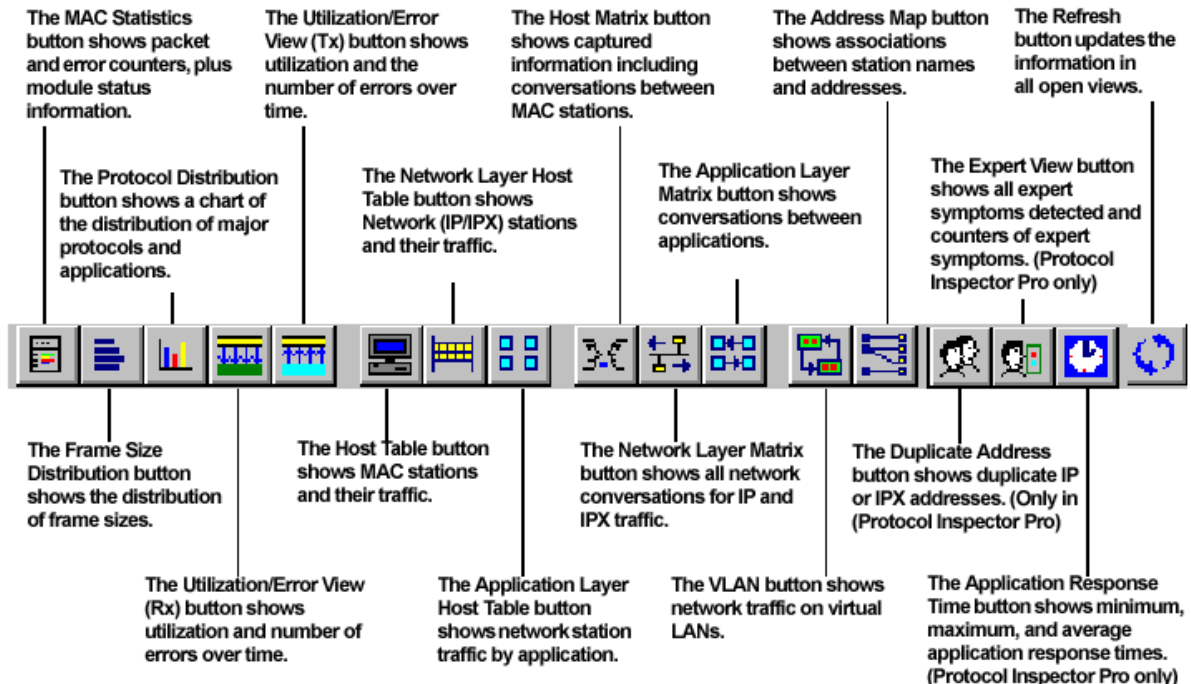 The MAC Statistics
button shows packet
and error counters, plus
module status
information.
The Utilization/Error
View (Tx) button shows
utilization and the
number of errors over
time.
The Host Matrix button
shows captured
information including
conversations between
MAC stations.
The Address Map button
shows associations
between station names
and addresses.
The Refresh
button updates the
information in
all open views.
The Protocol Distribution
button shows a chart of
the distribution of major
protocols and
applications.
The Network Layer Host
Table button shows
Network (IP/IPX) stations
and their traffic.
The Application Layer
Matrix button shows
conversations between
applications.
The Expert View button
shows all expert
symptoms detected and
counters of expert
symptoms. (Protocol
Inspector Pro only)
The Frame Size
Distribution button
shows the distribution
of frame sizes.
The Host Table button
shows MAC stations
and their traffic.
The Network Layer Matrix
button shows all network
conversations for IP and
IPX traffic.
The Duplicate Address
button shows duplicate IP
or IPX addresses. (Only in
(Protocol Inspector Pro)
The Utilization/Error View
(Rx) button shows
utilization and number of
errors over time.
The Application Layer
Host Table button
shows network station
traffic by application.
The VLAN button shows
network traffic on virtual
LANs.
The Application Response
Time button shows minimum,
maximum, and average
application response times.
(Protocol Inspector Pro only)